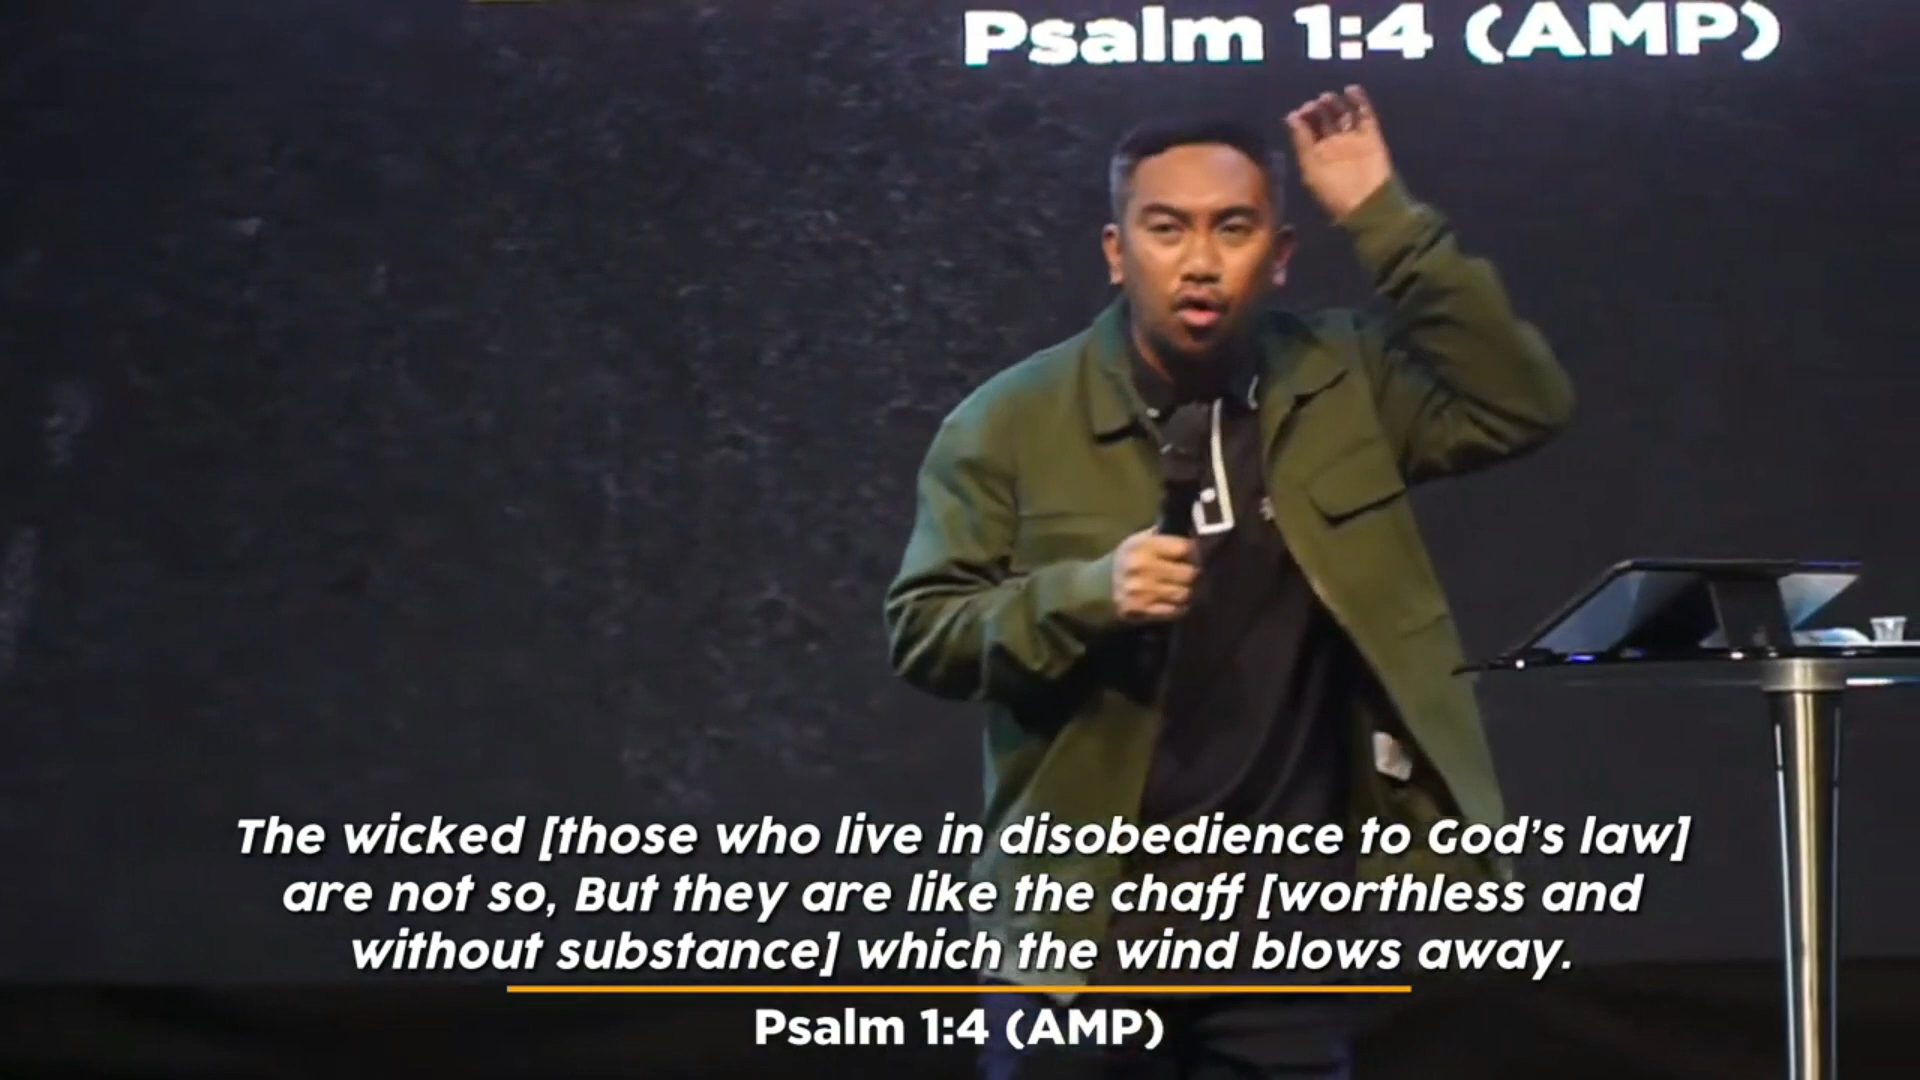 Psalm 1:4 (AMP)
The wicked [those who live in disobedience to God's law]
are not so, But they are like the chaff [worthless and
without substance] which the wind blows away.
Psalm 1:4 (AMP)